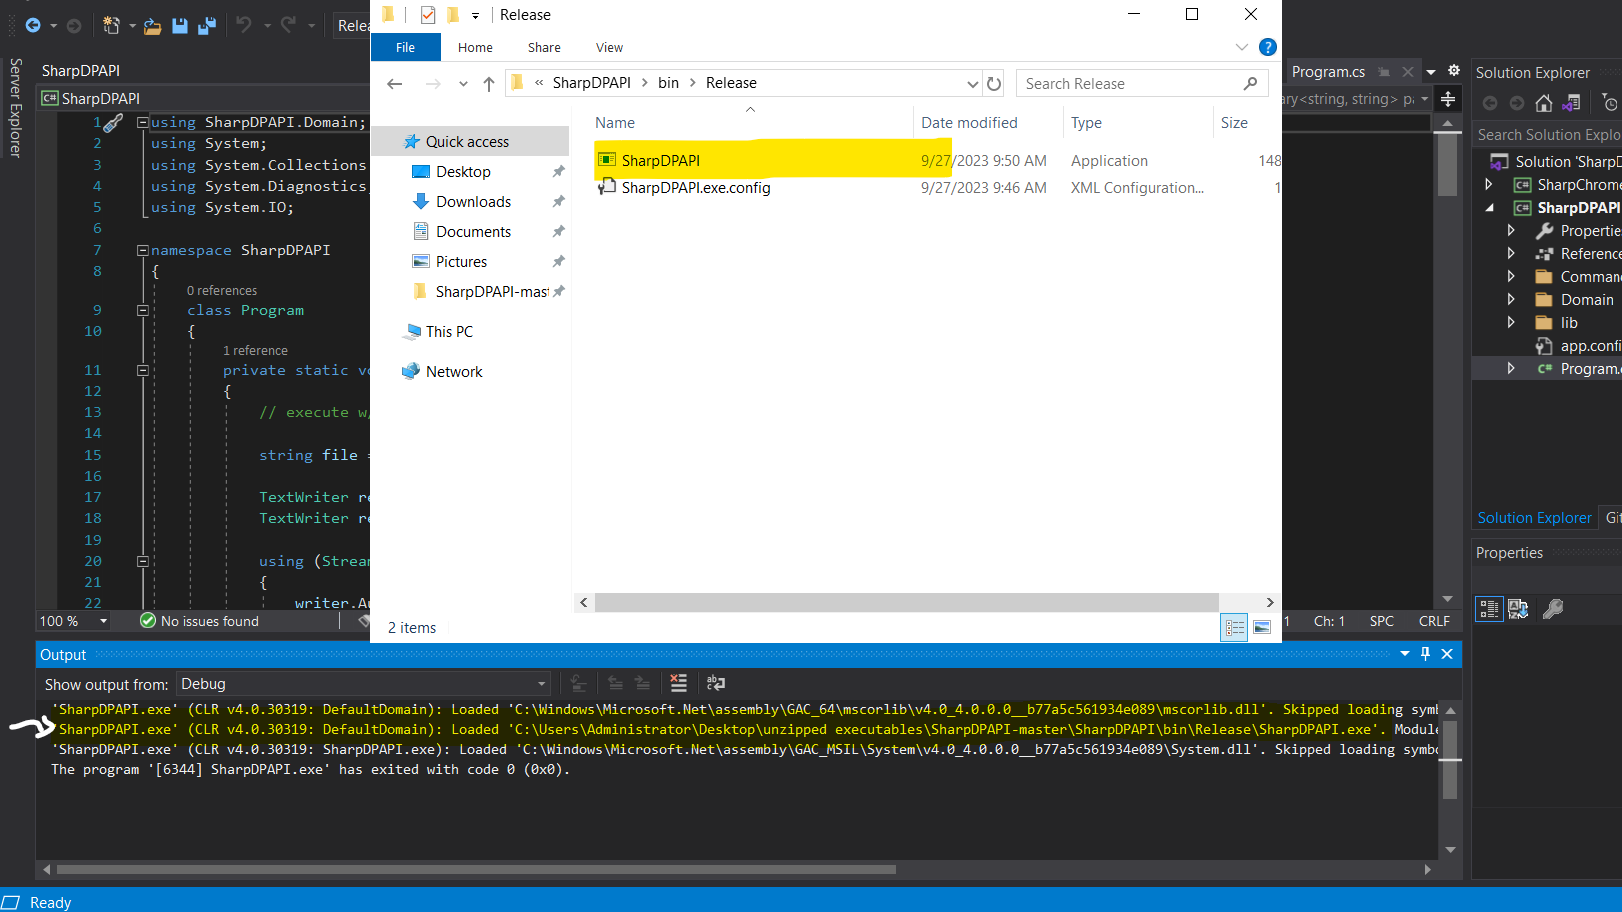 Relea
Release
File Home Share View
SharpDPAPI bin Release
Search Release
Server Explorer
SharpDPAPI
SharpDPAPI
1 using SharpDPAPI.Domain;
2 using System;
3 using System.Collections
4 using System.Diagnostics
5 using System.IO;
6
7 namespace SharpDPAPI
8 {
0 references
9 class Program
10 {
1 reference
11 private static vo
12 {
13 // execute w/
14
15 string file =
16
17 TextWriter re
18 TextWriter re
19
20 using (Strea
21 {
22 writer.Au
100 %
No issues found
Quick access
Desktop
Downloads
Documents
Pictures
SharpDPAPI-mast
This PC
Network
Name Date modified Type Size
SharpDPAPI 9/27/2023 9:50 AM Application 148
SharpDPAPI.exe.config 9/27/2023 9:46 AM XML Configuration... 1
2 items
Program.cs
ary<string, string>
1 Ch: 1 SPC CRLF
Solution Explorer
Search Solution Explo
Solution 'SharpD
SharpChrome
SharpDPAPI
Propertie
Reference
Comman
Domain
lib
app.confi
Program.c
Solution Explorer Git
Properties
Output
Show output from: Debug
'SharpDPAPI.exe' (CLR v4.0.30319: DefaultDomain): Loaded 'C:\Windows\Microsoft.Net\assembly\GAC_64\mscorlib\v4.0_4.0.0.0__b77a5c561934e089\mscorlib.dll'. Skipped loading symb
SharpDPAPI.exe' (CLR v4.0.30319: DefaultDomain): Loaded 'C:\Users\Administrator\Desktop\unzipped executables\SharpDPAPI-master\SharpDPAPI\bin\Release\SharpDPAPI.exe'. Module
'SharpDPAPI.exe' (CLR v4.0.30319: SharpDPAPI.exe): Loaded 'C:\Windows\Microsoft.Net\assembly\GAC_MSIL\System\v4.0_4.0.0.0__b77a5c561934e089\System.dll'. Skipped loading symbo
The program '[6344] SharpDPAPI.exe' has exited with code 0 (0x0).
Ready